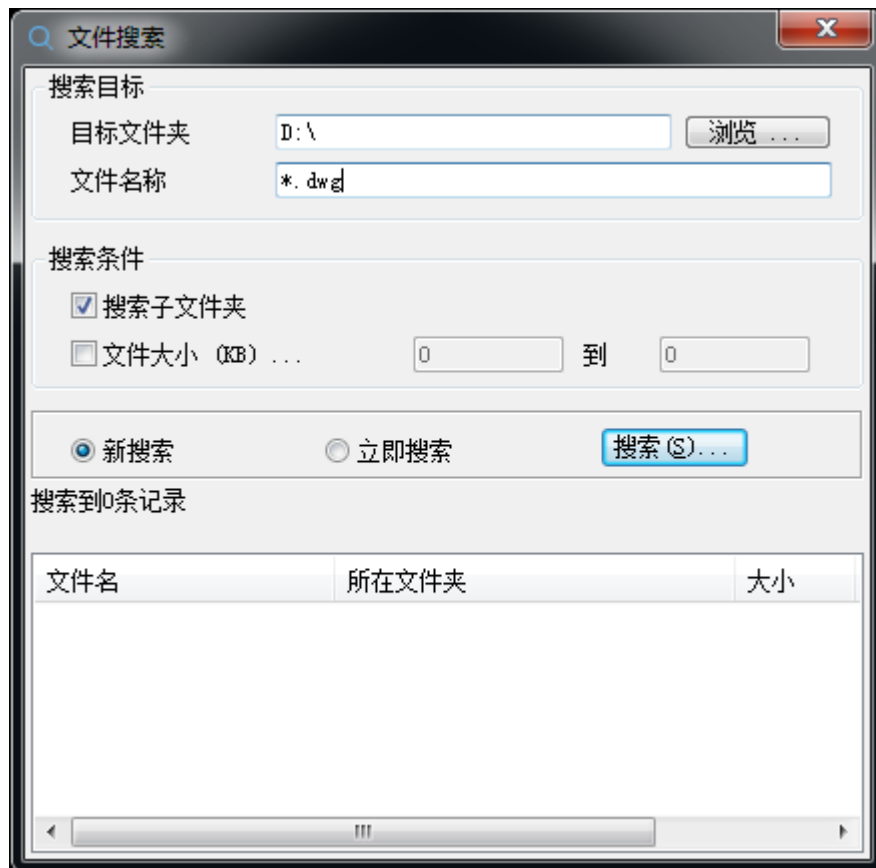 文件搜索
搜索目标
目标文件夹 D:\ 浏览 ...
文件名称 *.dwg
搜索条件
搜索子文件夹
文件大小 (KB) ... 0 到 0
新搜索 立即搜索 搜索(S)...
搜索到0条记录
文件名 所在文件夹 大小